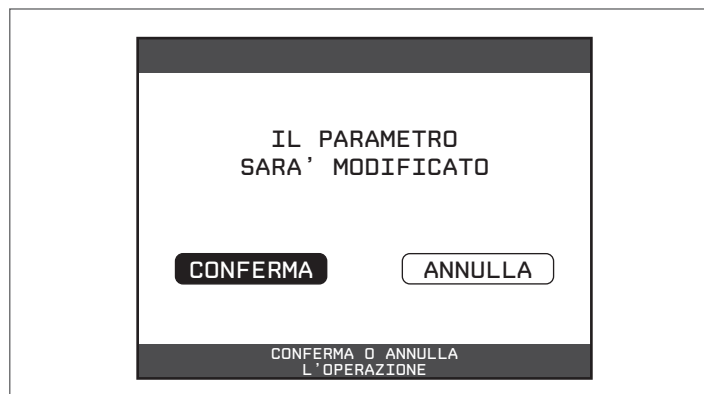 IL PARAMETRO
SARA' MODIFICATO
CONFERMA
ANNULLA
CONFERMA O ANNULLA
L'OPERAZIONE